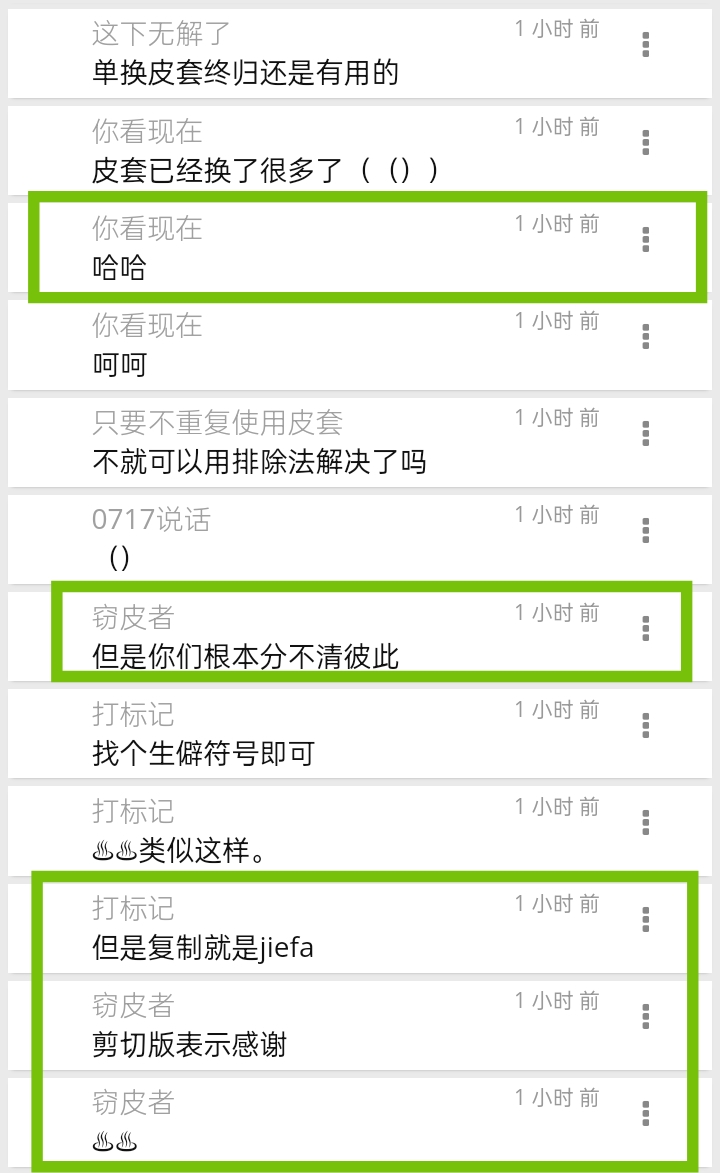 这下无解了
1 小时 前
单换皮套终归还是有用的
你看现在
1 小时 前
皮套已经换了很多了（（））
你看现在
1 小时 前
哈哈
你看现在
1 小时 前
呵呵
只要不重复使用皮套
1 小时 前
不就可以用排除法解决了吗
0717说话
1 小时 前
（）
窃皮者
1 小时 前
但是你们根本分不清彼此
打标记
1 小时 前
找个生僻符号即可
打标记
1 小时 前
♨♨类似这样。
打标记
1 小时 前
但是复制就是jiefa
窃皮者
1 小时 前
剪切版表示感谢
窃皮者
1 小时 前
♨♨